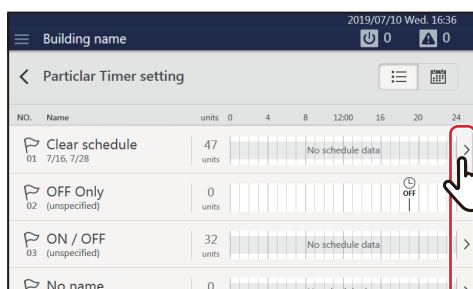 2019/07/10 Wed. 16:36
Building name 0 0
Particlar Timer setting
NO. Name units 0 4 8 12:00 16 20 24
Clear schedule 47 No schedule data
01 7/16, 7/28 units
OFF Only 0 OFF
02 (unspecified) units
ON / OFF 32 No schedule data
03 (unspecified) units
No name 0